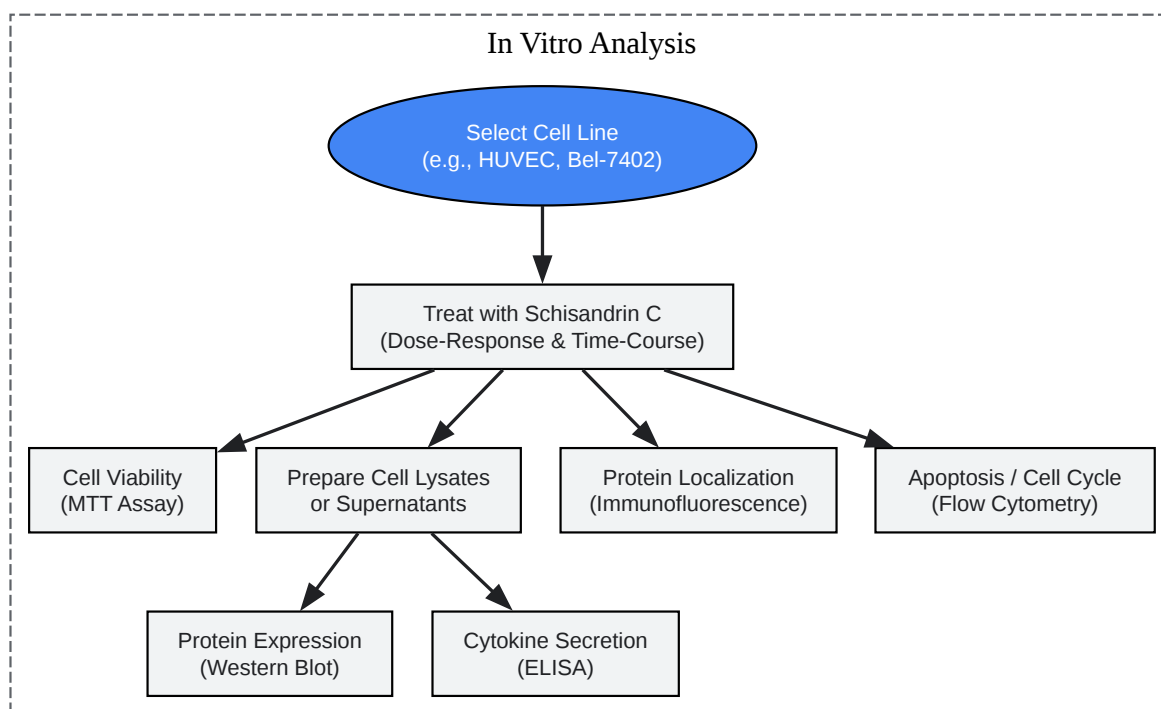 In Vitro Analysis
Select Cell Line
(e.g., HUVEC, Bel-7402)
Treat with Schisandrin C
(Dose-Response & Time-Course)
Cell Viability
(MTT Assay)
Prepare Cell Lysates
or Supernatants
Protein Localization
(Immunofluorescence)
Apoptosis / Cell Cycle
(Flow Cytometry)
Protein Expression
(Western Blot)
Cytokine Secretion
(ELISA)